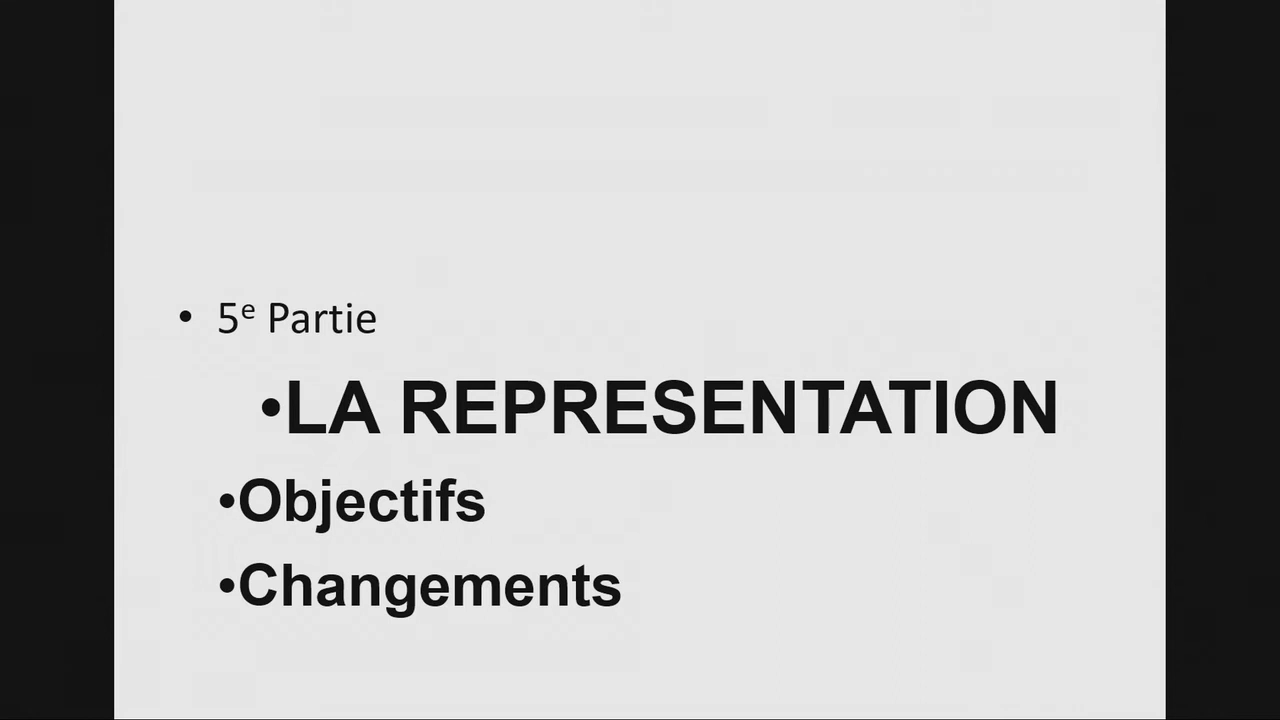 • 5e Partie
•LA REPRESENTATION
•Objectifs
•Changements